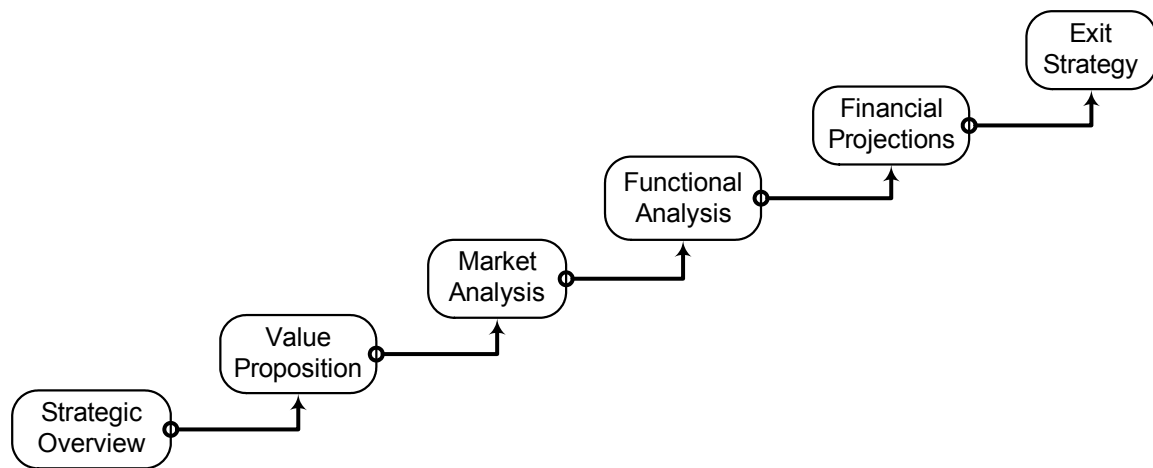 Strategic
Overview
Value
Proposition
Market
Analysis
Functional
Analysis
Financial
Projections
Exit
Strategy